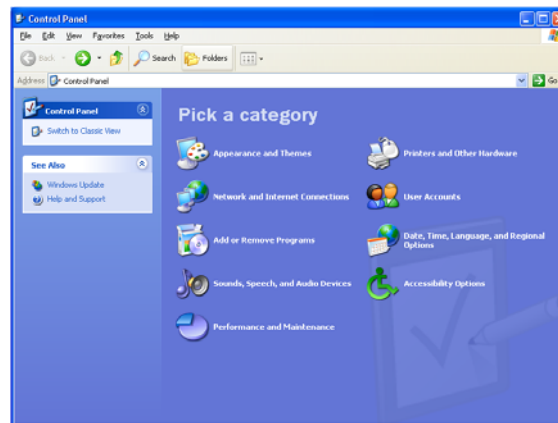 Control Panel
File Edit View Favorites Tools Help
Back Search Folders
Address Control Panel Go
Control Panel
Switch to Classic View
See Also
Windows Update
Help and Support
Pick a category
Appearance and Themes
Printers and Other Hardware
Network and Internet Connections
User Accounts
Add or Remove Programs
Date, Time, Language, and Regional
Options
Sounds, Speech, and Audio Devices
Accessibility Options
Performance and Maintenance